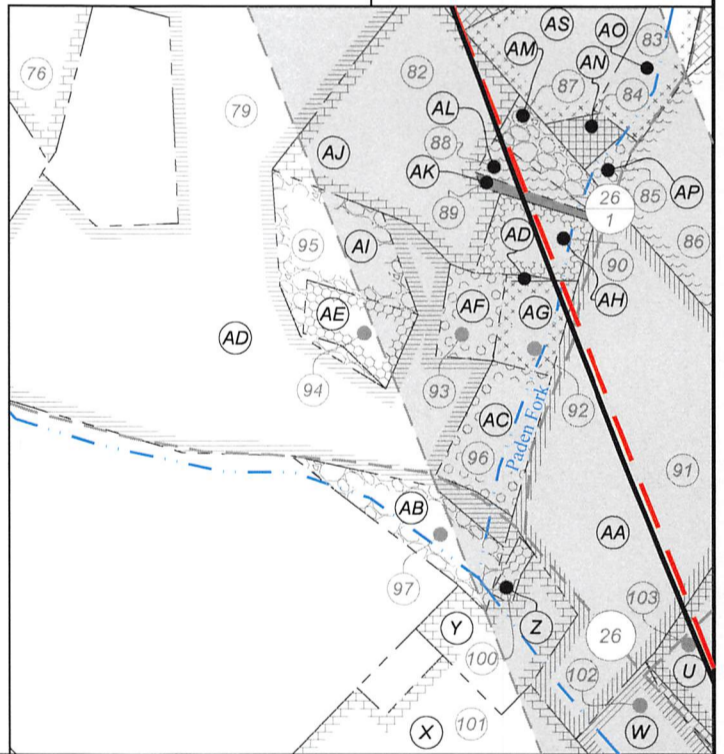 AS
AO
83
AM
76
82
AN
87
84
79
AL
88
AJ
AK
85
AP
26
1
89
AD
86
95
AI
90
AH
AE
AF
AG
AD
94
93
92
AC
Paden Fork
96
91
AB
AA
97
103
Y
Z
26
100
102
U
X
101
W